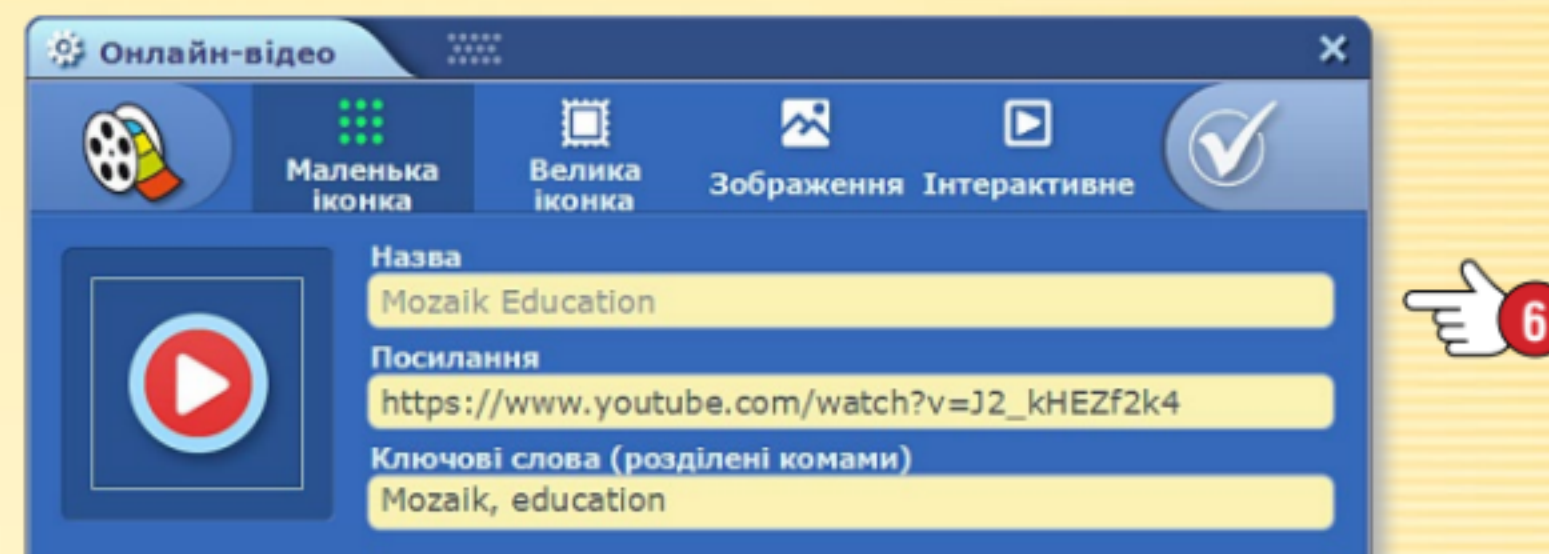 Онлайн-відео
Маленька іконка
Велика іконка
Зображення
Інтерактивне
Назва
Mozaik Education
6
Посилання
https://www.youtube.com/watch?v=J2_kHEZf2k4
Ключові слова (розділені комами)
Mozaik, education